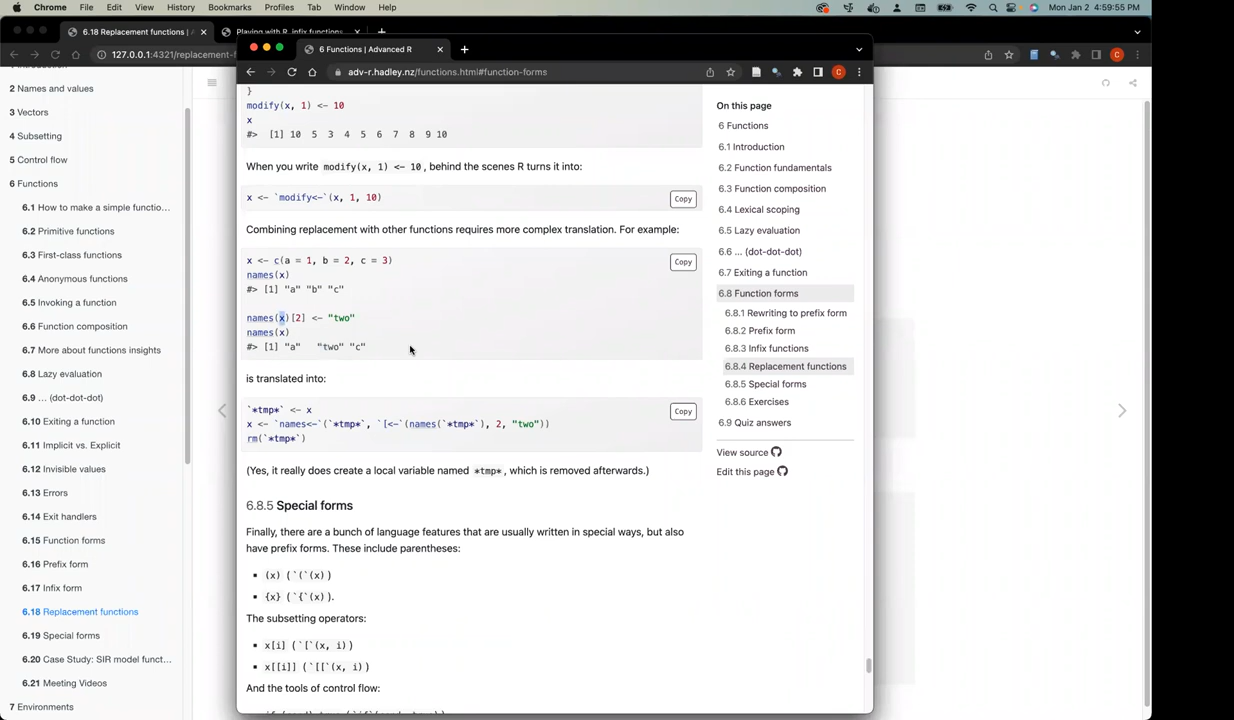 Chrome File Edit View History Bookmarks Profiles Tab Window Help Mon Jan 2 4:59:55 PM
6.18 Replacement functions | A
Playing with R, infix functions
127.0.0.1:4321/replacement-f
2 Names and values
3 Vectors
4 Subsetting
5 Control flow
6 Functions
6.1 How to make a simple functio...
6.2 Primitive functions
6.3 First-class functions
6.4 Anonymous functions
6.5 Invoking a function
6.6 Function composition
6.7 More about functions insights
6.8 Lazy evaluation
6.9 ... (dot-dot-dot)
6.10 Exiting a function
6.11 Implicit vs. Explicit
6.12 Invisible values
6.13 Errors
6.14 Exit handlers
6.15 Function forms
6.16 Prefix form
6.17 Infix form
6.18 Replacement functions
6.19 Special forms
6.20 Case Study: SIR model funct...
6.21 Meeting Videos
7 Environments
6 Functions | Advanced R
adv-r.hadley.nz/functions.html#function-forms
C
C
}
modify(x, 1) <- 10
x
#> [1] 10 5 3 4 5 6 7 8 9 10
When you write modify(x, 1) <- 10, behind the scenes R turns it into:
x <- `modify<-`(x, 1, 10)
Copy
Combining replacement with other functions requires more complex translation. For example:
x <- c(a = 1, b = 2, c = 3)
Copy
names(x)
#> [1] "a" "b" "c"
names(x)[2] <- "two"
names(x)
#> [1] "a" "two" "c"
is translated into:
`*tmp*` <- x
Copy
x <- `names<-`(`*tmp*`, `[<-`(names(`*tmp*`), 2, "two"))
rm(`*tmp*`)
(Yes, it really does create a local variable named *tmp*, which is removed afterwards.)
6.8.5 Special forms
Finally, there are a bunch of language features that are usually written in special ways, but also
have prefix forms. These include parentheses:
▪ (x) (`(`(x))
▪ {x} (`{`(x)).
The subsetting operators:
▪ x[i] (`[`(x, i))
▪ x[[i]] (`[[`(x, i))
And the tools of control flow:
On this page
6 Functions
6.1 Introduction
6.2 Function fundamentals
6.3 Function composition
6.4 Lexical scoping
6.5 Lazy evaluation
6.6 ... (dot-dot-dot)
6.7 Exiting a function
6.8 Function forms
6.8.1 Rewriting to prefix form
6.8.2 Prefix form
6.8.3 Infix functions
6.8.4 Replacement functions
6.8.5 Special forms
6.8.6 Exercises
6.9 Quiz answers
View source
Edit this page